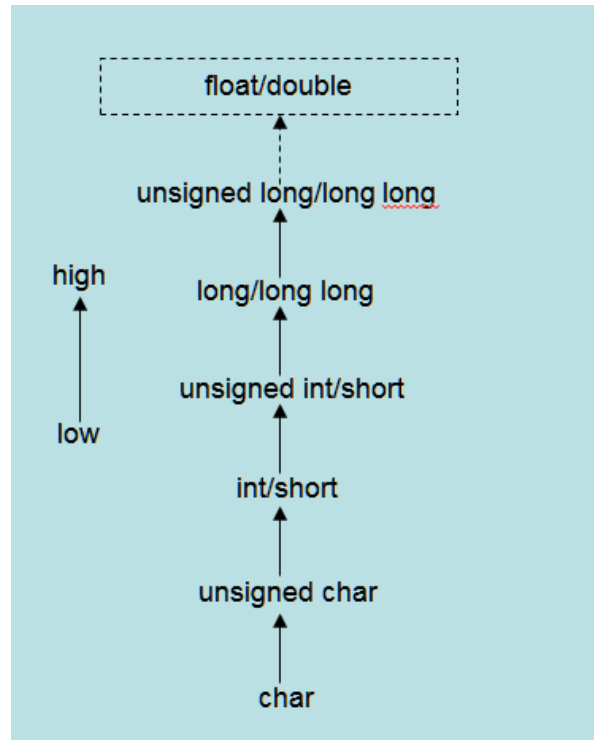 float/double
unsigned long/long long
high
long/long long
unsigned int/short
low
int/short
unsigned char
char